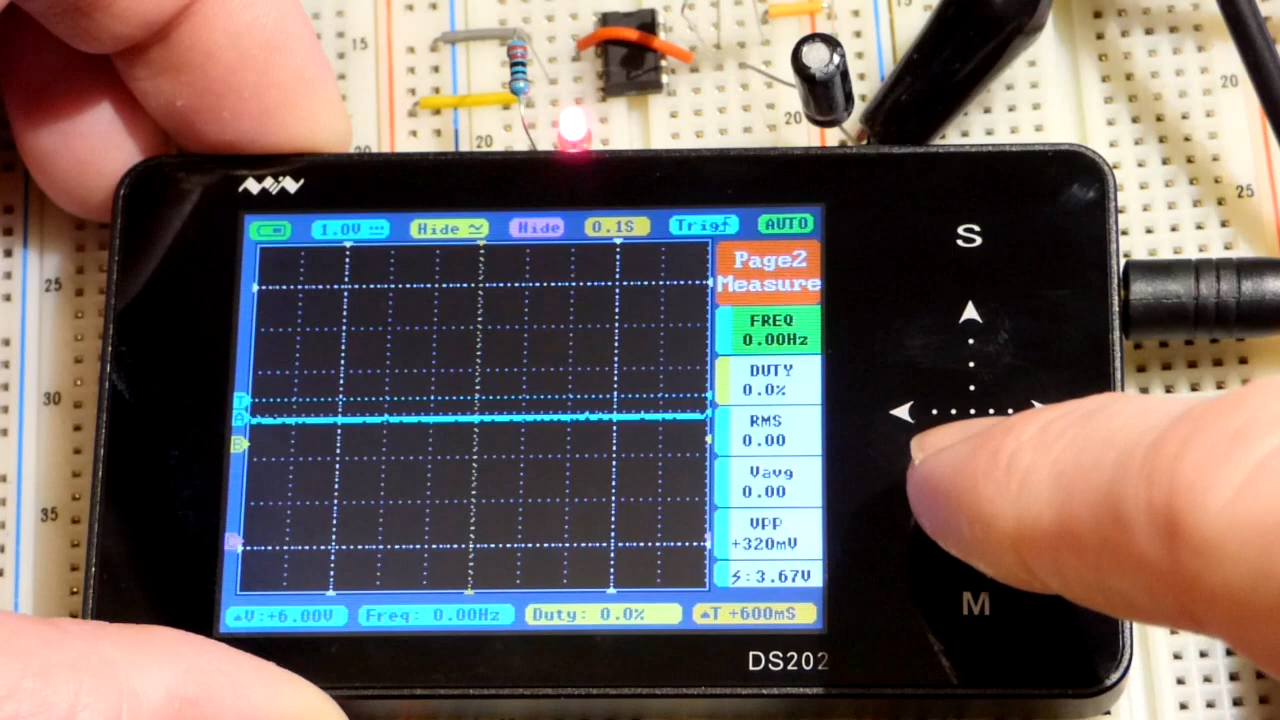 15
15
20
20
20
25
25
30
35
MiNi
1.0V
Hide
Hide
0.1S
Trig
AUTO
Page2
Measure
FREQ
0.00Hz
DUTY
0.0%
RMS
0.00
Vavg
0.00
VPP
+320mV
:3.67V
T
A
B
▲V:+6.00V
Freq: 0.00Hz
Duty: 0.0%
▲T +600mS
S
M
DS202